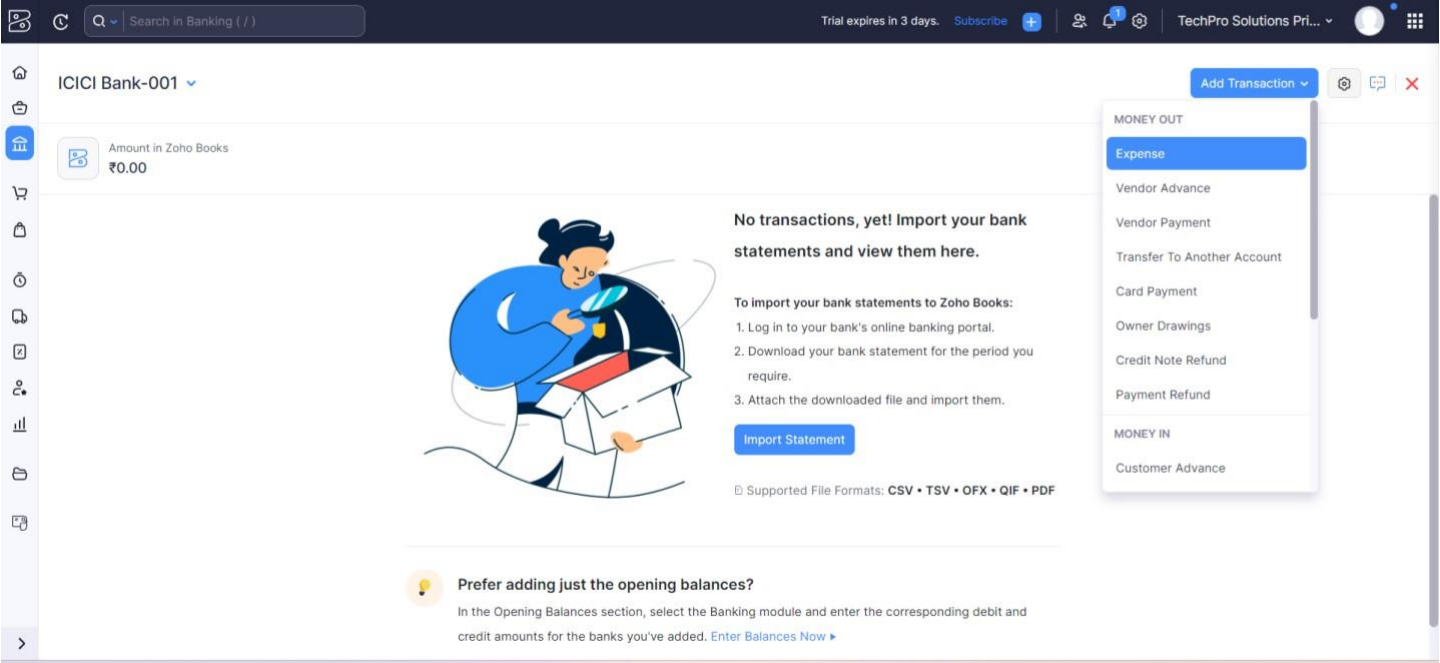 Search in Banking ( / )
Trial expires in 3 days. Subscribe
1
TechPro Solutions Pri...
ICICI Bank-001
Add Transaction
Amount in Zoho Books
₹0.00
MONEY OUT
Expense
Vendor Advance
Vendor Payment
Transfer To Another Account
Card Payment
Owner Drawings
Credit Note Refund
Payment Refund
MONEY IN
Customer Advance
No transactions, yet! Import your bank
statements and view them here.
To import your bank statements to Zoho Books:
1. Log in to your bank's online banking portal.
2. Download your bank statement for the period you
require.
3. Attach the downloaded file and import them.
Import Statement
Supported File Formats: CSV • TSV • OFX • QIF • PDF
Prefer adding just the opening balances?
In the Opening Balances section, select the Banking module and enter the corresponding debit and
credit amounts for the banks you've added. Enter Balances Now